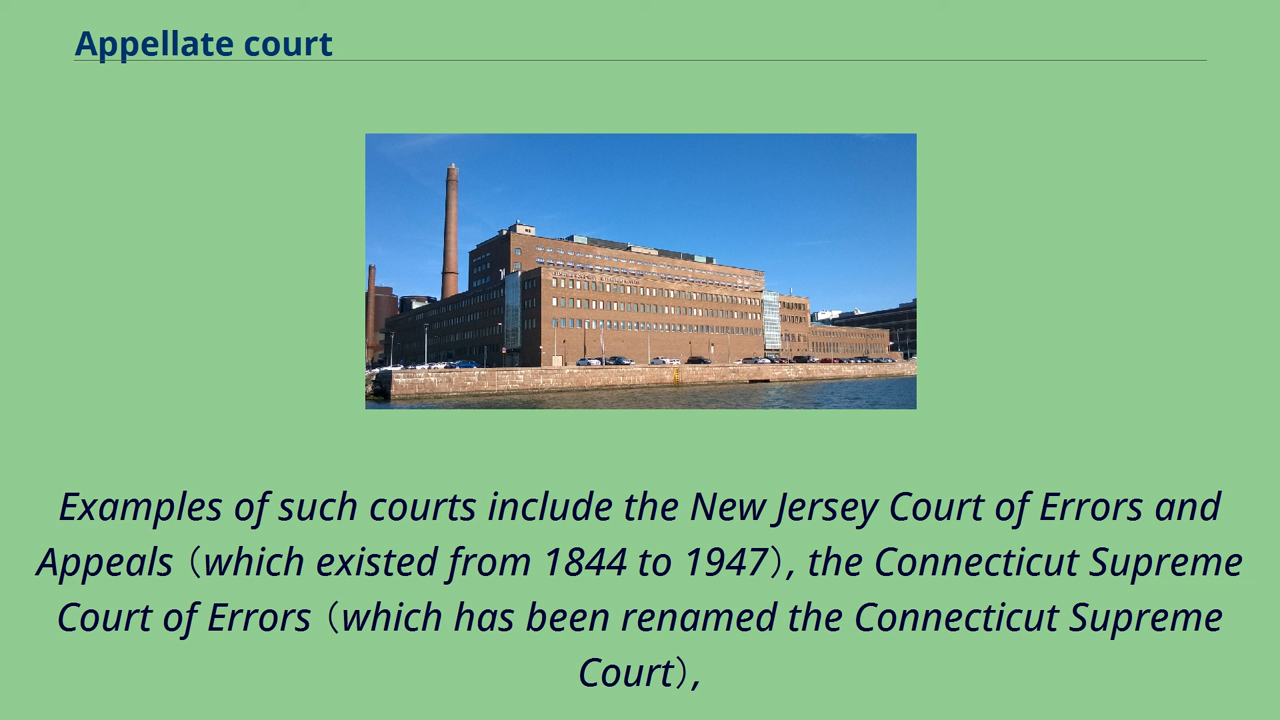 Appellate court
Examples of such courts include the New Jersey Court of Errors and
Appeals（which existed from 1844 to 1947）, the Connecticut Supreme
Court of Errors（which has been renamed the Connecticut Supreme
Court）,